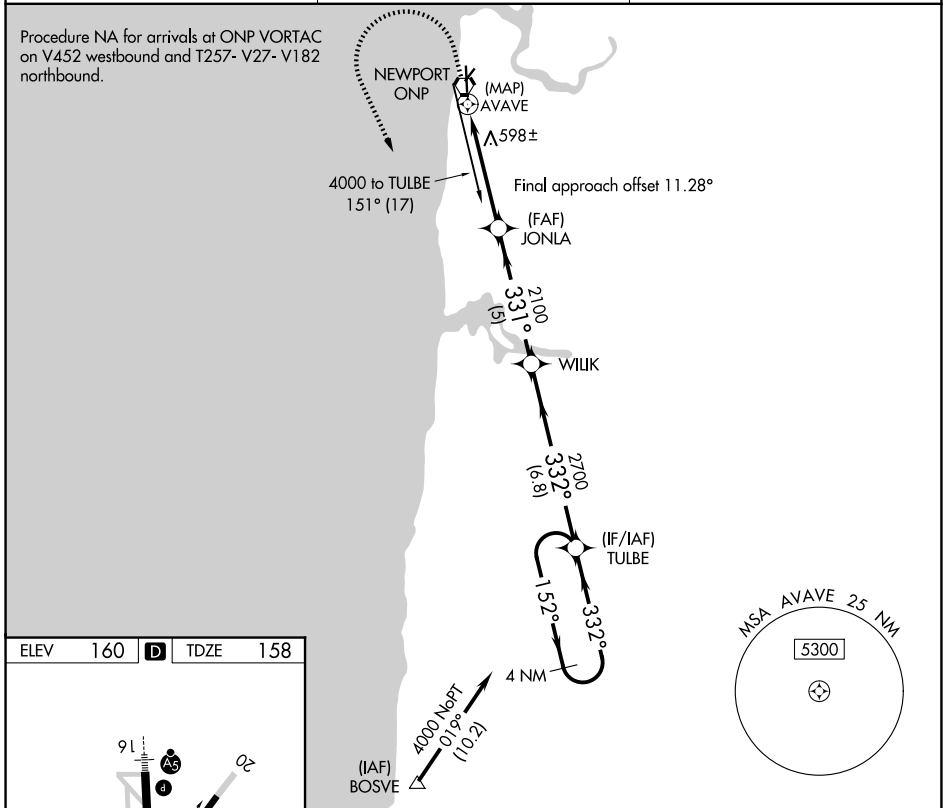 Procedure NA for arrivals at ONP VORTAC
on V452 westbound and T257- V27- V182
northbound.
NEWPORT
ONP
(MAP)
AVAVE
598±
4000 to TULBE
151° (17)
Final approach offset 11.28°
(FAF)
JONLA
2100
331°
(5)
WILIK
2700
332°
(6.8)
(IF/IAF)
TULBE
152°
332°
4 NM
4000 NoPT
019°
(10.2)
(IAF)
BOSVE
MSA AVAVE 25 NM
5300
ELEV 160 D TDZE 158
16
A5
P
20